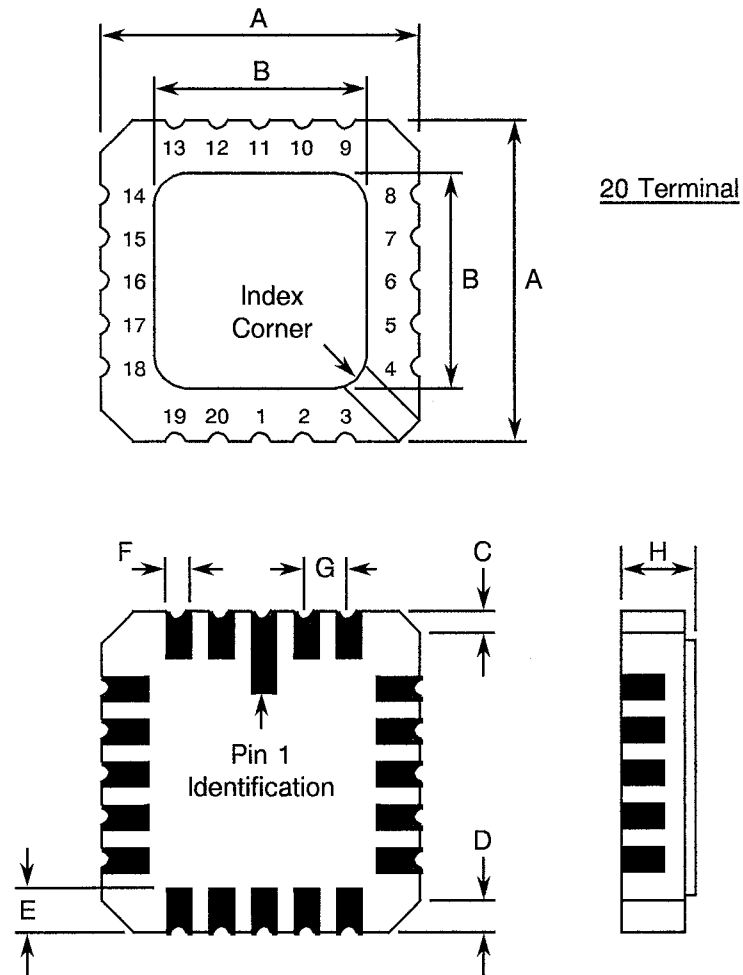 A
B
13 12 11 10 9
14 8
20 Terminal
15 7
16 6
B A
Index
Corner
17 5
18 4
19 20 1 2 3
F G C H
Pin 1
Identification
D
E